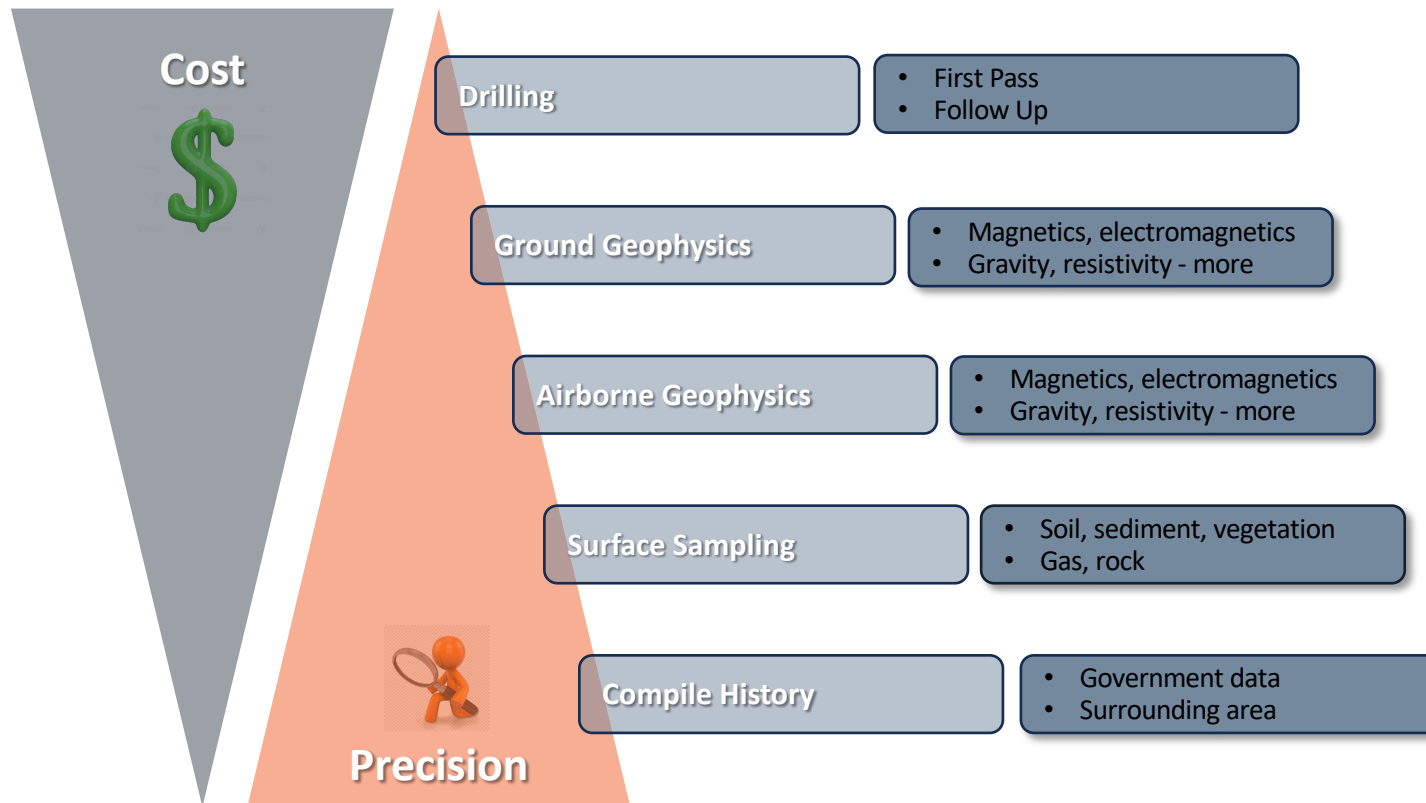 Cost
Drilling
• First Pass
• Follow Up
Ground Geophysics
• Magnetics, electromagnetics
• Gravity, resistivity - more
Airborne Geophysics
• Magnetics, electromagnetics
• Gravity, resistivity - more
Surface Sampling
• Soil, sediment, vegetation
• Gas, rock
Compile History
• Government data
• Surrounding area
Precision